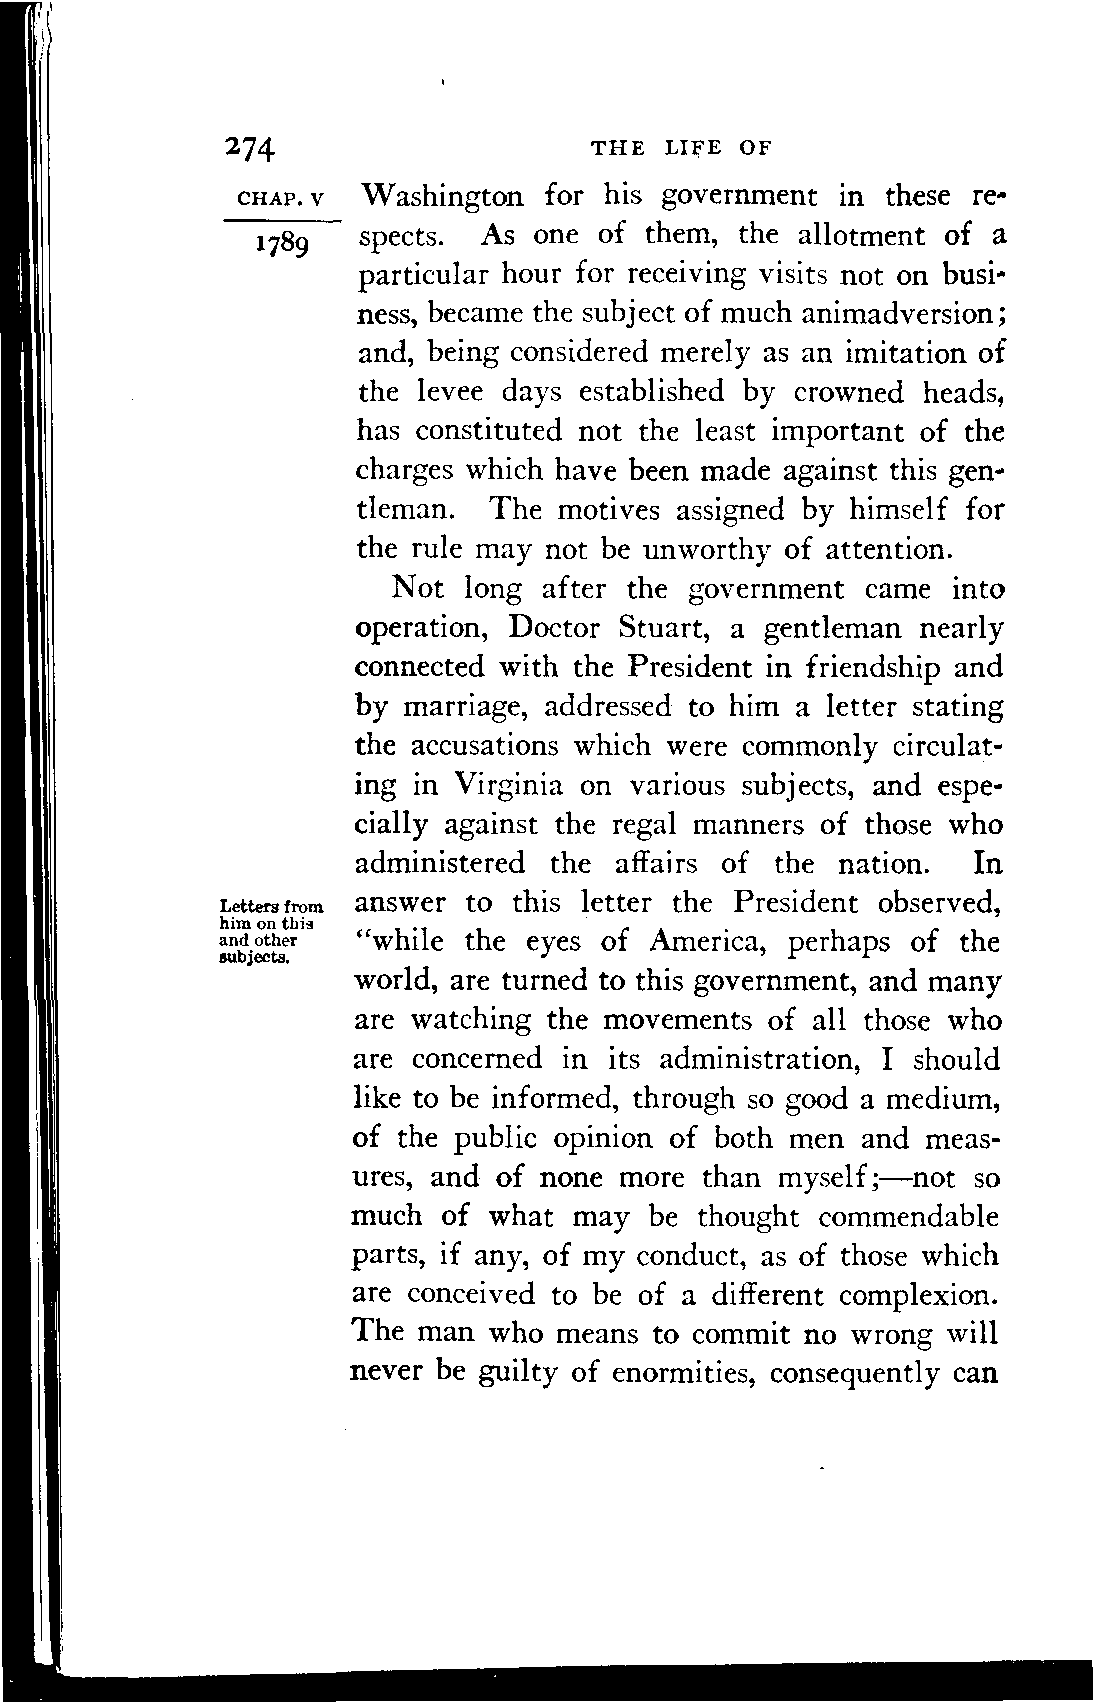 274 THE LIFE OF
CHAP. V Washington for his government in these re-
1789 spects. As one of them, the allotment of a
particular hour for receiving visits not on busi-
ness, became the subject of much animadversion;
and, being considered merely as an imitation of
the levee days established by crowned heads,
has constituted not the least important of the
charges which have been made against this gen-
tleman. The motives assigned by himself for
the rule may not be unworthy of attention.
Not long after the government came into
operation, Doctor Stuart, a gentleman nearly
connected with the President in friendship and
by marriage, addressed to him a letter stating
the accusations which were commonly circulat-
ing in Virginia on various subjects, and espe-
cially against the regal manners of those who
administered the affairs of the nation. In
Letters from
him on this
and other
subjects.
answer to this letter the President observed,
“while the eyes of America, perhaps of the
world, are turned to this government, and many
are watching the movements of all those who
are concerned in its administration, I should
like to be informed, through so good a medium,
of the public opinion of both men and meas-
ures, and of none more than myself;—not so
much of what may be thought commendable
parts, if any, of my conduct, as of those which
are conceived to be of a different complexion.
The man who means to commit no wrong will
never be guilty of enormities, consequently can